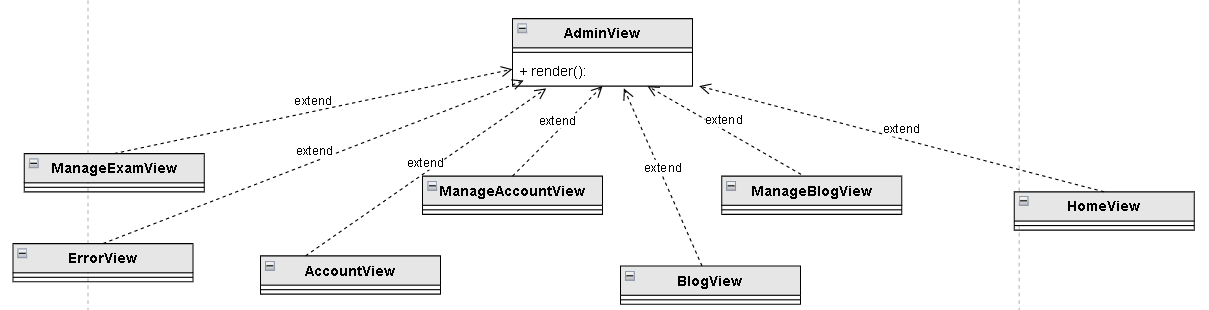 AdminView
+ render():
extend
extend
extend
extend
extend
extend
extend
ManageExamView
ManageAccountView
ManageBlogView
HomeView
ErrorView
AccountView
BlogView